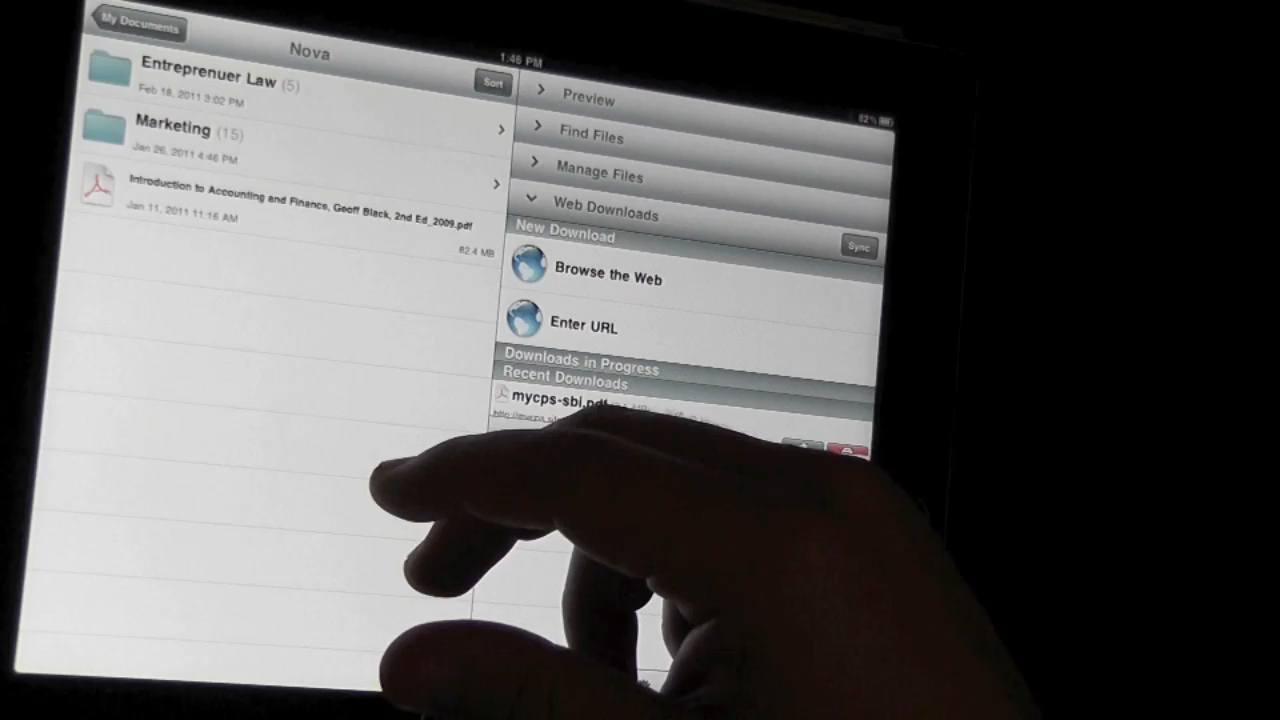 My Documents
Nova
Sort
Entreprenuer Law (5)
Feb 18, 2011 3:02 PM
Marketing (15)
Jan 26, 2011 4:46 PM
Introduction to Accounting and Finance, Geoff Black, 2nd Ed_2009.pdf
Jan 11, 2011 11:16 AM
82.4 MB
1:46 PM
82%
Preview
Find Files
Manage Files
Web Downloads
Sync
New Download
Browse the Web
Enter URL
Downloads in Progress
Recent Downloads
mycps-sbi.pdf